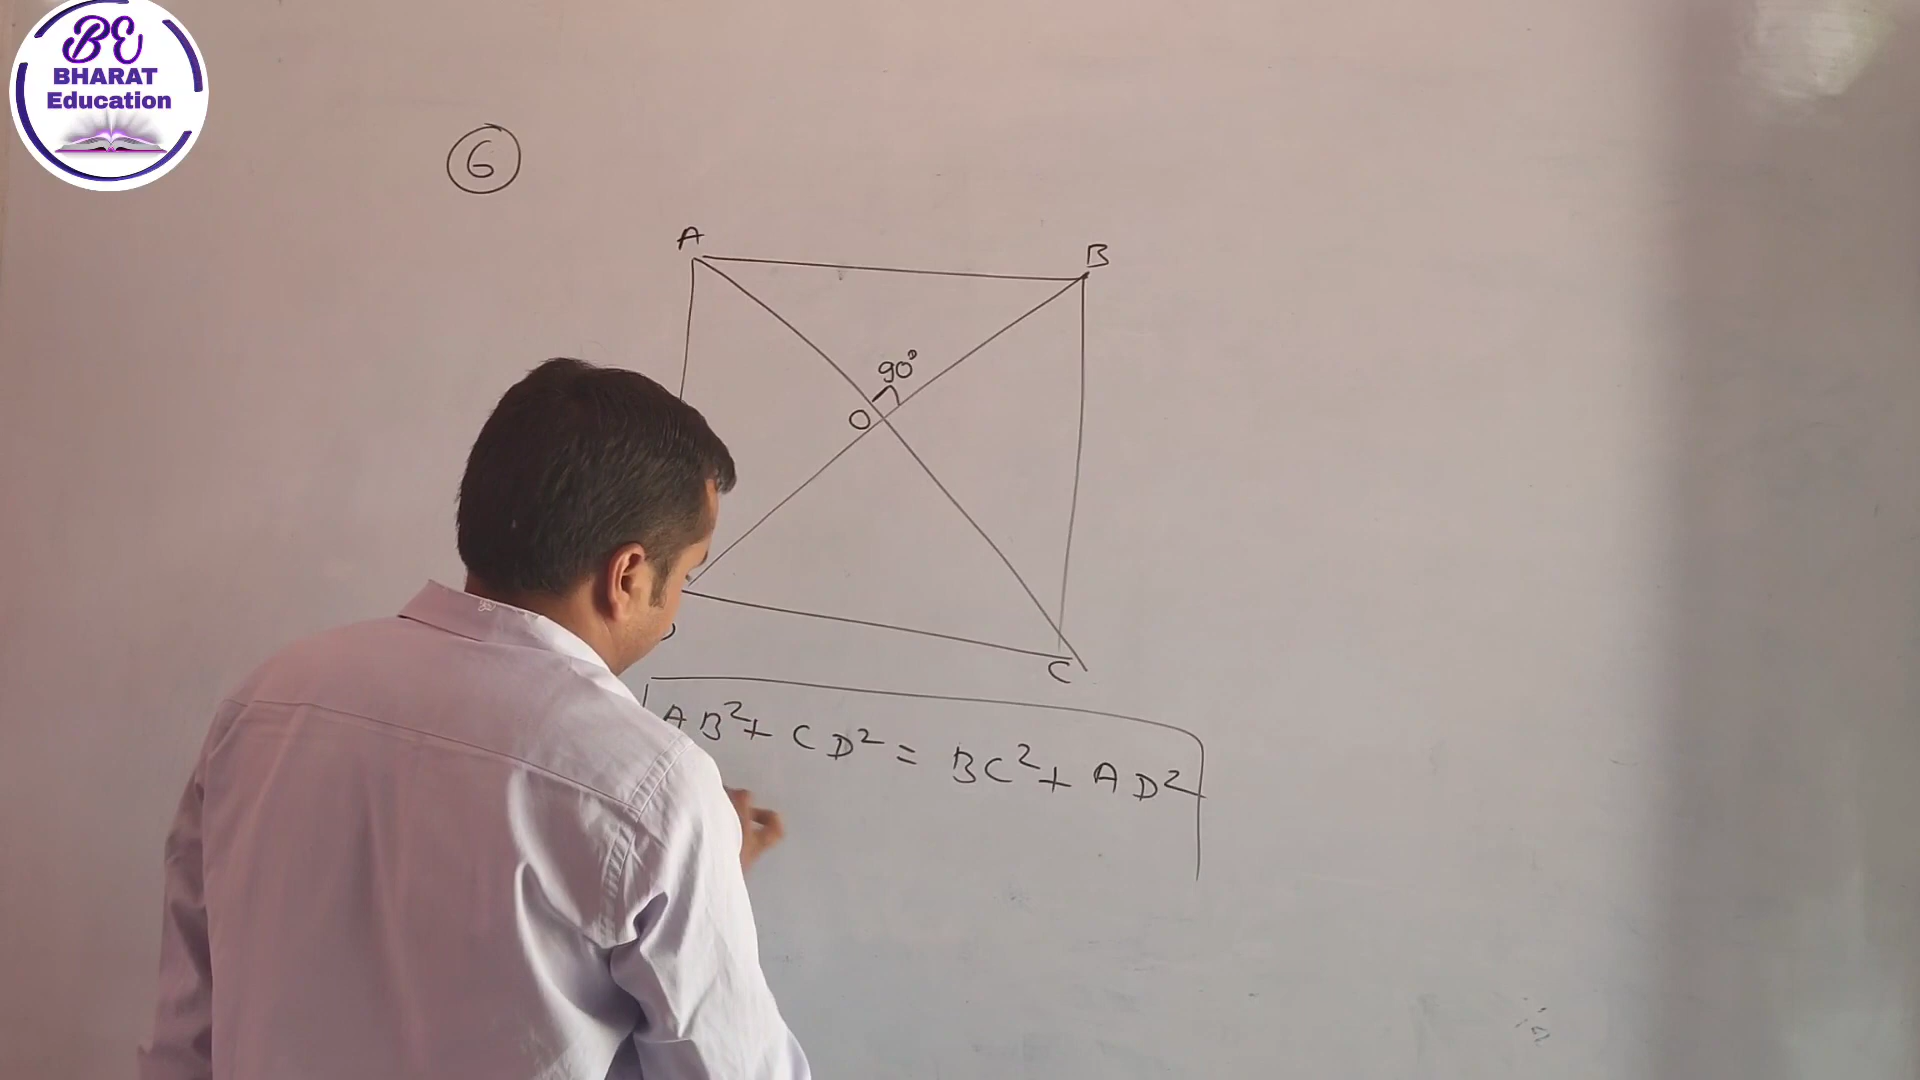 BE
BHARAT
Education
6
A
B
90°
O
C
AB²+ CD² = BC²+ AD²